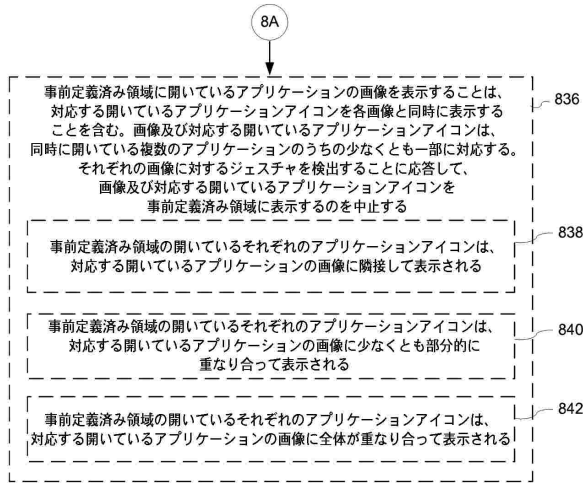 8A
事前定義済み領域に開いているアプリケーションの画像を表示することは、
対応する開いているアプリケーションアイコンを各画像と同時に表示する
ことを含む。画像及び対応する開いているアプリケーションアイコンは、
同時に開いている複数のアプリケーションのうちの少なくとも一部に対応する。
それぞれの画像に対するジェスチャを検出することに応答して、
画像及び対応する開いているアプリケーションアイコンを
事前定義済み領域に表示するのを中止する
836
事前定義済み領域の開いているそれぞれのアプリケーションアイコンは、
対応する開いているアプリケーションの画像に隣接して表示される
838
事前定義済み領域の開いているそれぞれのアプリケーションアイコンは、
対応する開いているアプリケーションの画像に少なくとも部分的に
重なり合って表示される
840
事前定義済み領域の開いているそれぞれのアプリケーションアイコンは、
対応する開いているアプリケーションの画像に全体が重なり合って表示される
842